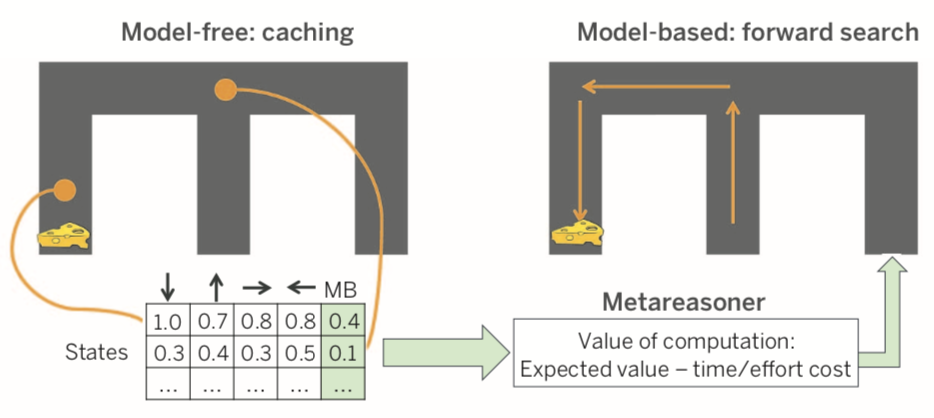 Model-free: caching
Model-based: forward search
↓ ↑ → ← MB
1.0 0.7 0.8 0.8 0.4
States 0.3 0.4 0.3 0.5 0.1
... ... ... ... ...
Metareasoner
Value of computation:
Expected value – time/effort cost